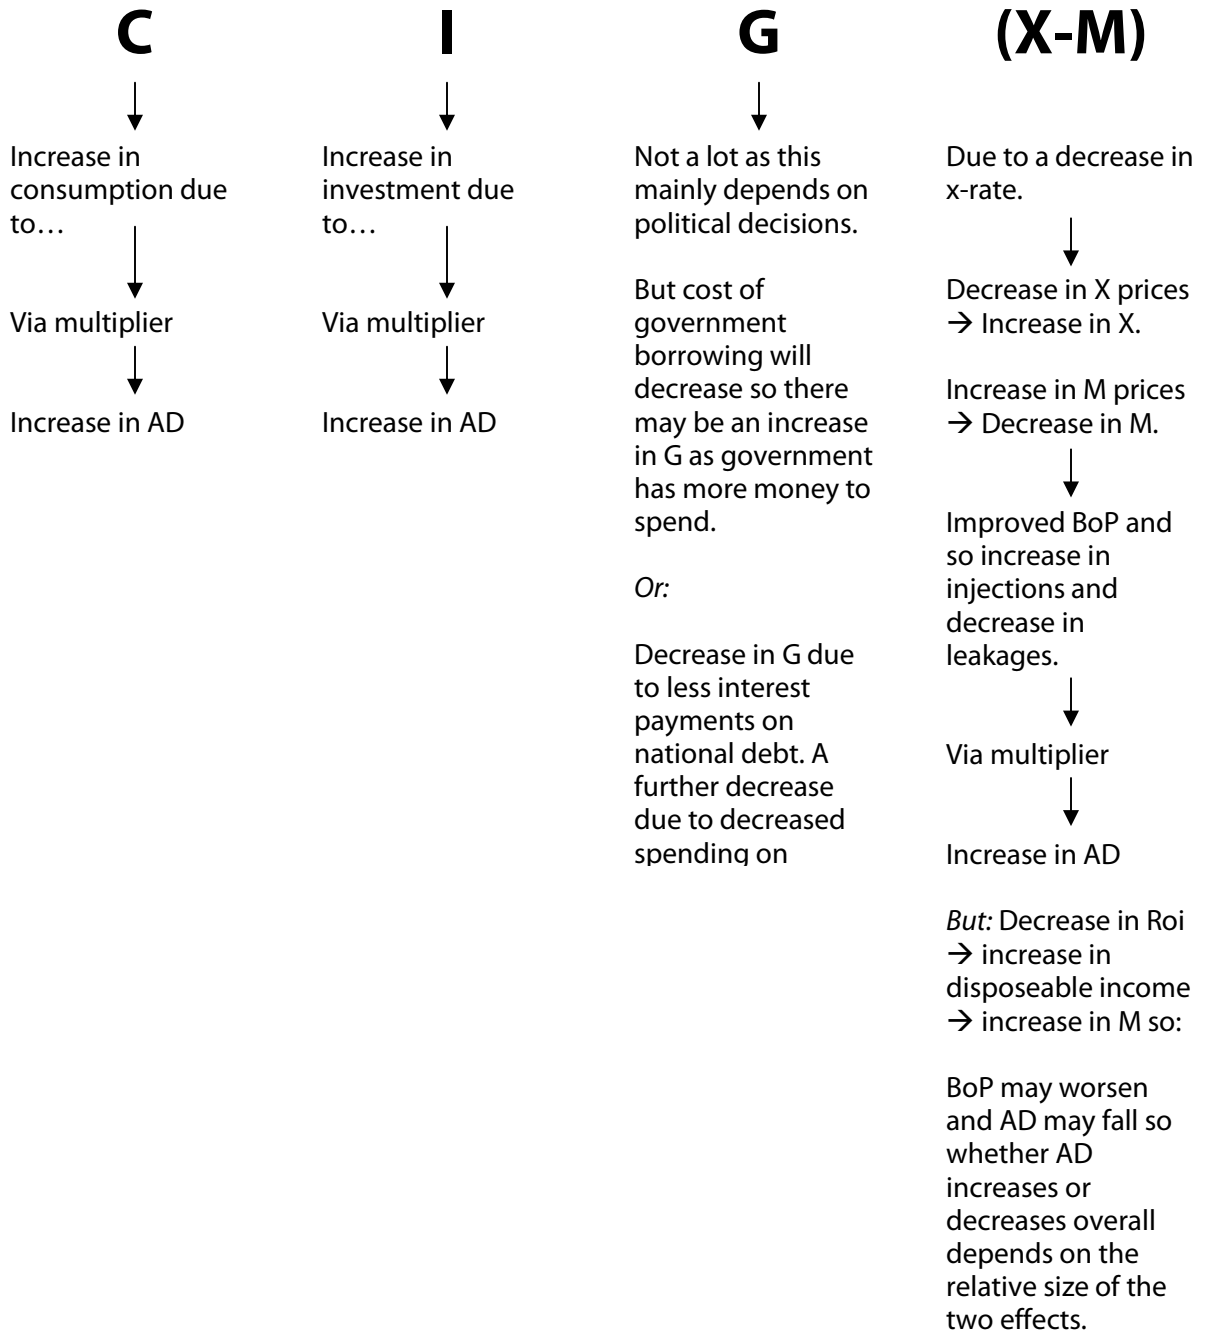 C
Increase in
consumption due
to…
Via multiplier
Increase in AD
I
Increase in
investment due
to…
Via multiplier
Increase in AD
G
Not a lot as this
mainly depends on
political decisions.
But cost of
government
borrowing will
decrease so there
may be an increase
in G as government
has more money to
spend.
Or:
Decrease in G due
to less interest
payments on
national debt. A
further decrease
due to decreased
spending on
(X-M)
Due to a decrease in
x-rate.
Decrease in X prices
→ Increase in X.
Increase in M prices
→ Decrease in M.
Improved BoP and
so increase in
injections and
decrease in
leakages.
Via multiplier
Increase in AD
But: Decrease in Roi
→ increase in
disposeable income
→ increase in M so:
BoP may worsen
and AD may fall so
whether AD
increases or
decreases overall
depends on the
relative size of the
two effects.